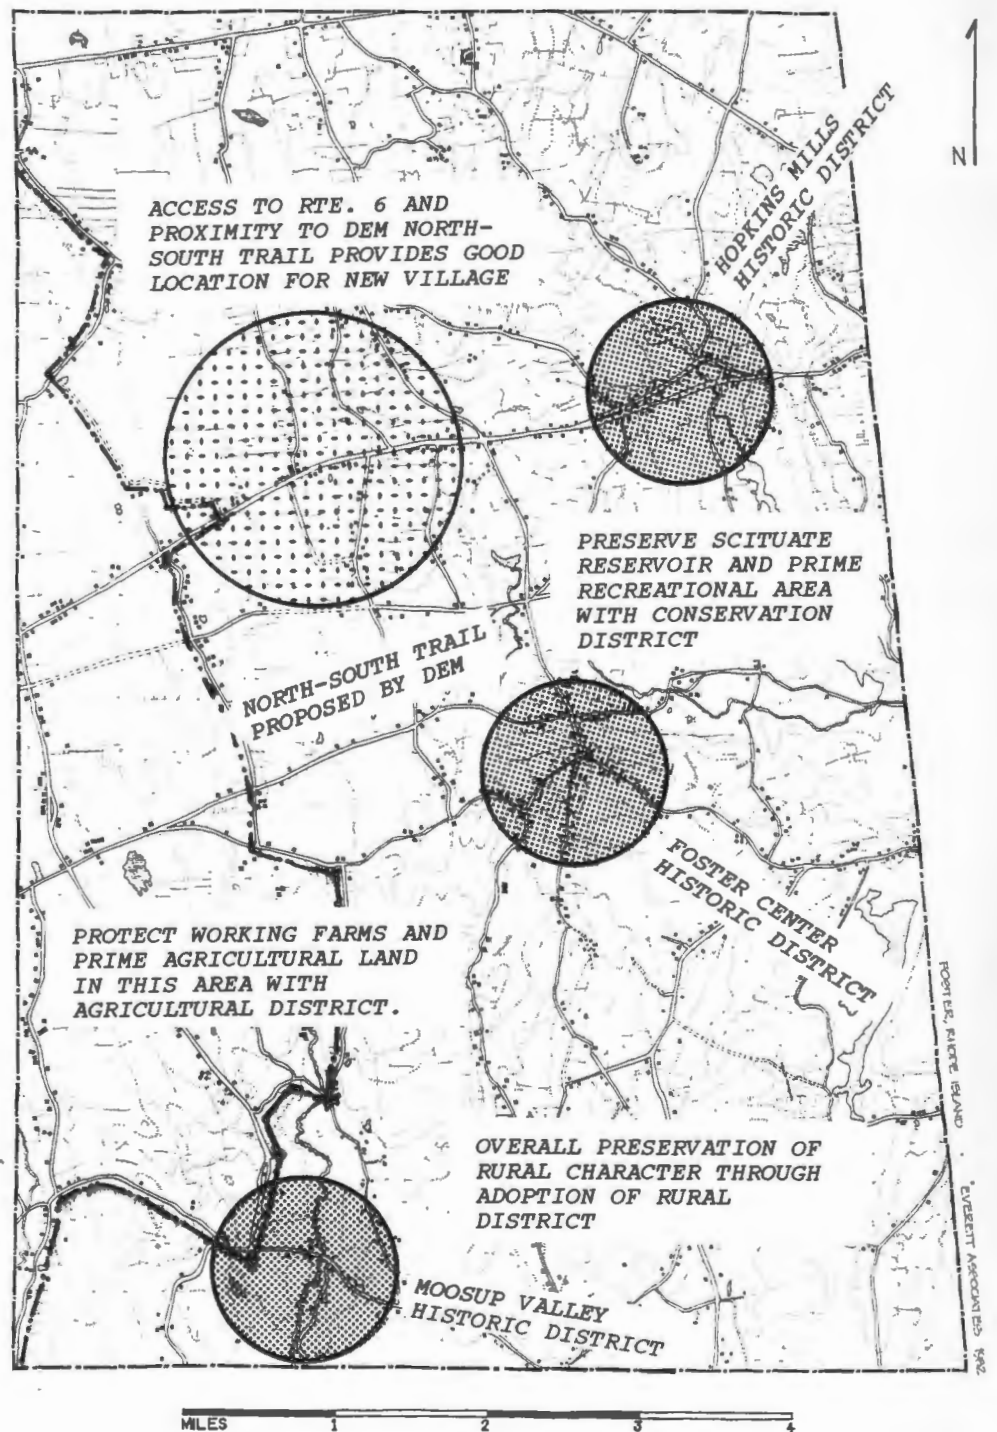 N
HOPKINS MILLS
HISTORIC DISTRICT
ACCESS TO RTE. 6 AND
PROXIMITY TO DEM NORTH-
SOUTH TRAIL PROVIDES GOOD
LOCATION FOR NEW VILLAGE
PRESERVE SCITUATE
RESERVOIR AND PRIME
RECREATIONAL AREA
WITH CONSERVATION
DISTRICT
NORTH-SOUTH TRAIL
PROPOSED BY DEM
FOSTER CENTER
HISTORIC DISTRICT
PROTECT WORKING FARMS AND
PRIME AGRICULTURAL LAND
IN THIS AREA WITH
AGRICULTURAL DISTRICT.
OVERALL PRESERVATION OF
RURAL CHARACTER THROUGH
ADOPTION OF RURAL
DISTRICT
MOOSUP VALLEY
HISTORIC DISTRICT
FOSTER, RHODE ISLAND
EVERETT ASSOCIATES 1982
MILES 1 2 3 4